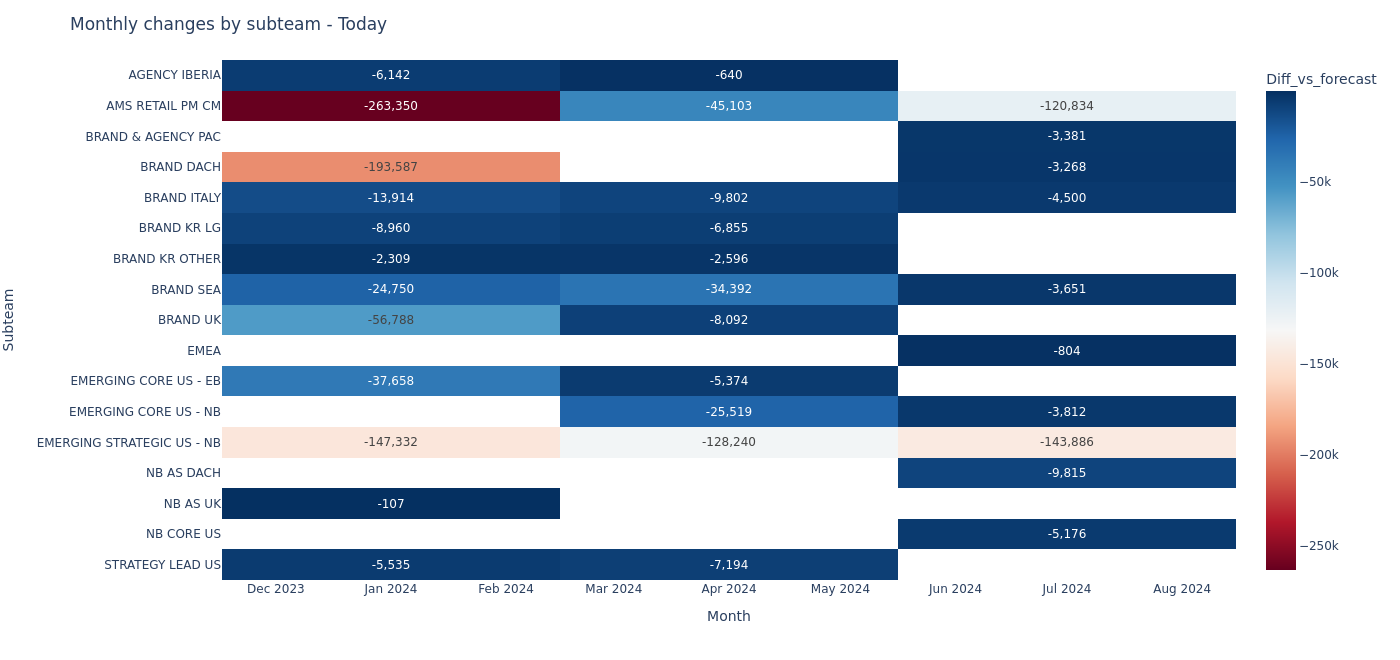 Monthly changes by subteam - Today
Diff_vs_forecast
AGENCY IBERIA -6,142 -640
AMS RETAIL PM CM -263,350 -45,103 -120,834
BRAND & AGENCY PAC -3,381
BRAND DACH -193,587 -3,268
BRAND ITALY -13,914 -9,802 -4,500
BRAND KR LG -8,960 -6,855
BRAND KR OTHER -2,309 -2,596
BRAND SEA -24,750 -34,392 -3,651
BRAND UK -56,788 -8,092
EMEA -804
EMERGING CORE US - EB -37,658 -5,374
EMERGING CORE US - NB -25,519 -3,812
EMERGING STRATEGIC US - NB -147,332 -128,240 -143,886
NB AS DACH -9,815
NB AS UK -107
NB CORE US -5,176
STRATEGY LEAD US -5,535 -7,194
Dec 2023 Jan 2024 Feb 2024 Mar 2024 Apr 2024 May 2024 Jun 2024 Jul 2024 Aug 2024
Month
Subteam
−50k
−100k
−150k
−200k
−250k